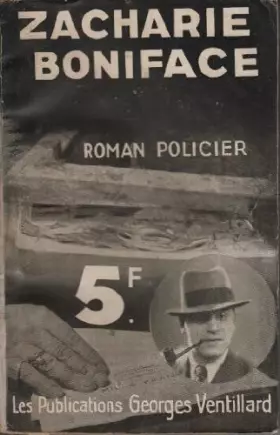 ZACHARIE
BONIFACE
ROMAN POLICIER
5F.
Les Publications Georges Ventillard